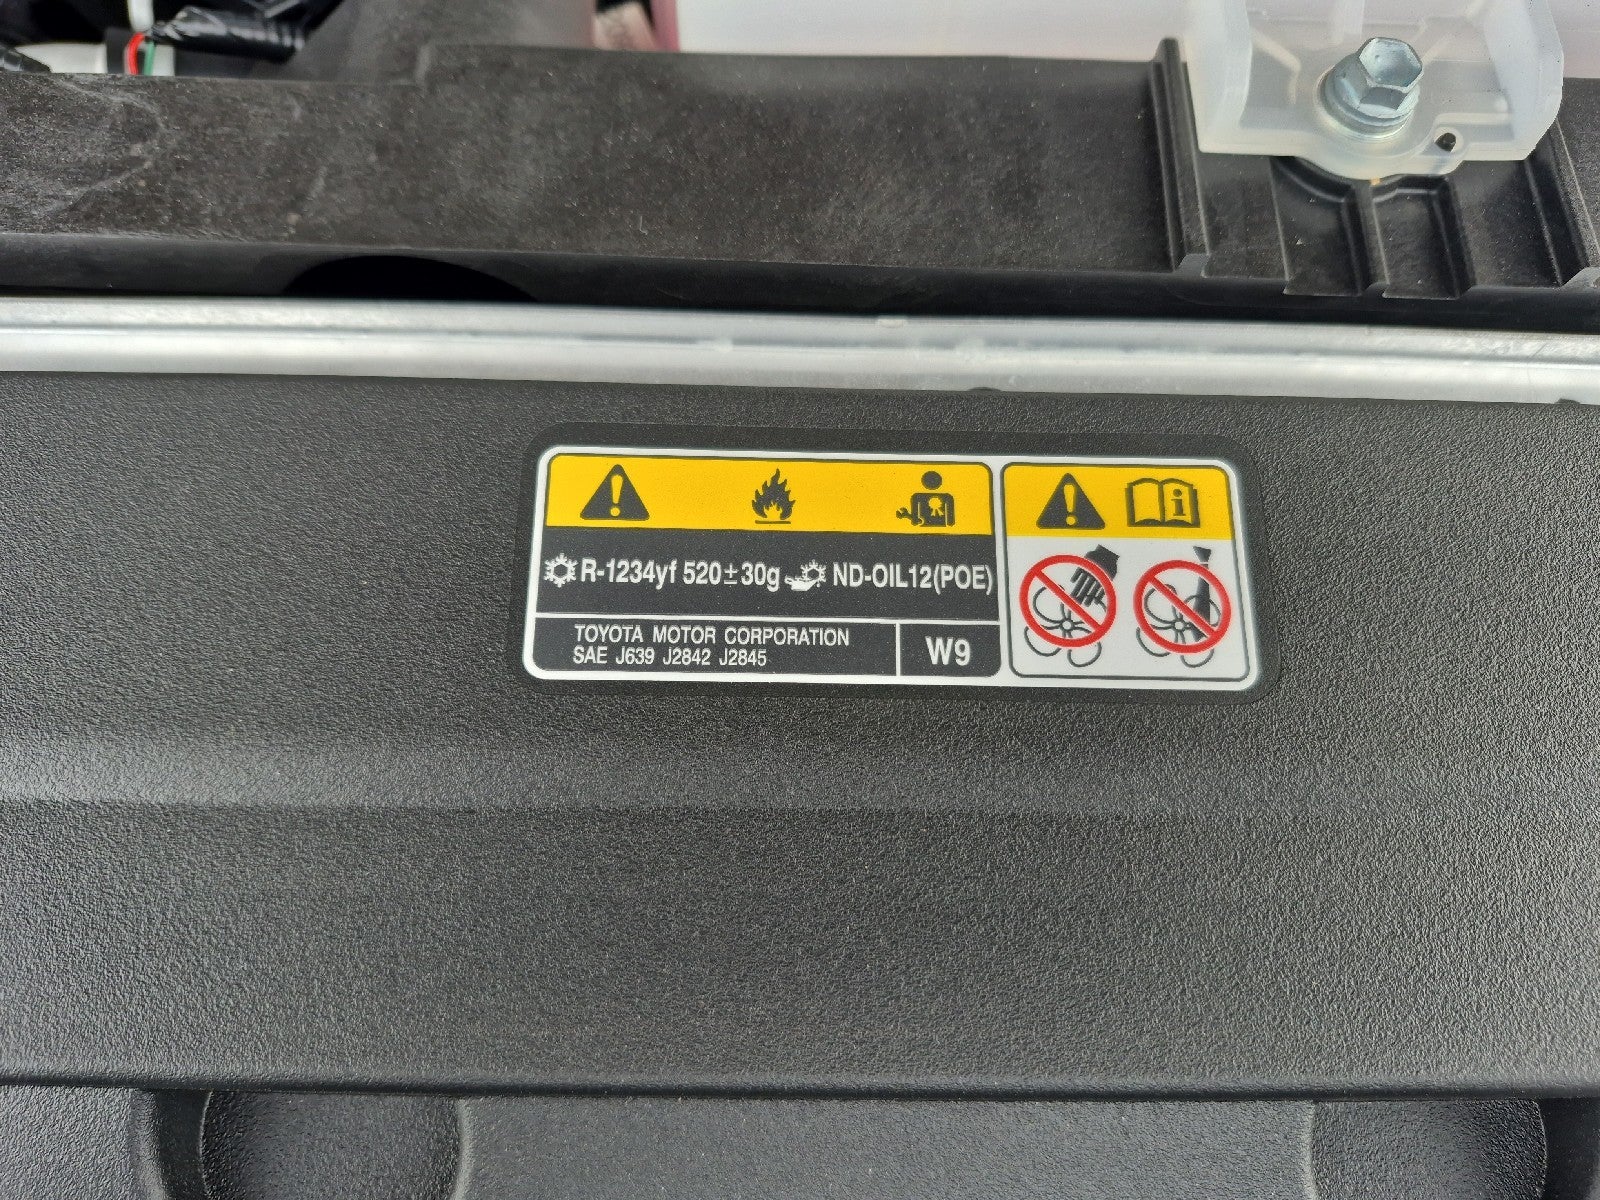 R-1234yf 520±30g ND-OIL12(POE)
TOYOTA MOTOR CORPORATION
SAE J639 J2842 J2845
W9